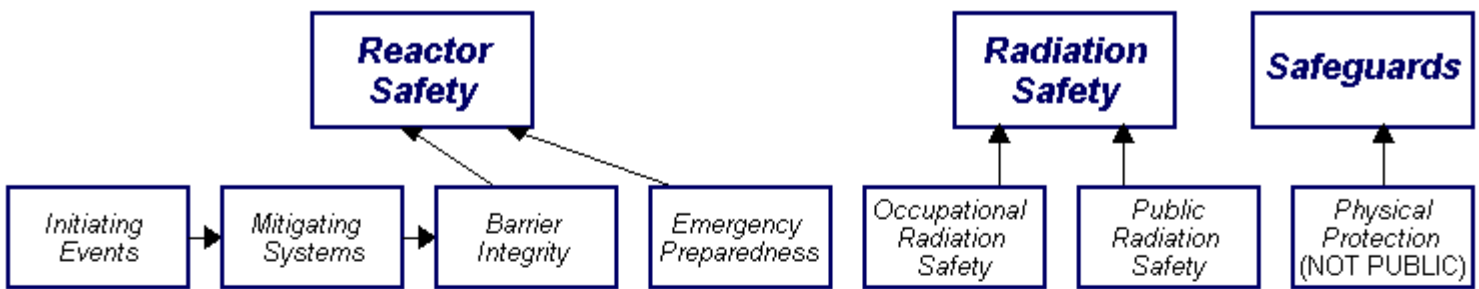 Reactor
Safety
Radiation
Safety
Safeguards
Initiating
Events
Mitigating
Systems
Barrier
Integrity
Emergency
Preparedness
Occupational
Radiation
Safety
Public
Radiation
Safety
Physical
Protection
(NOT PUBLIC)